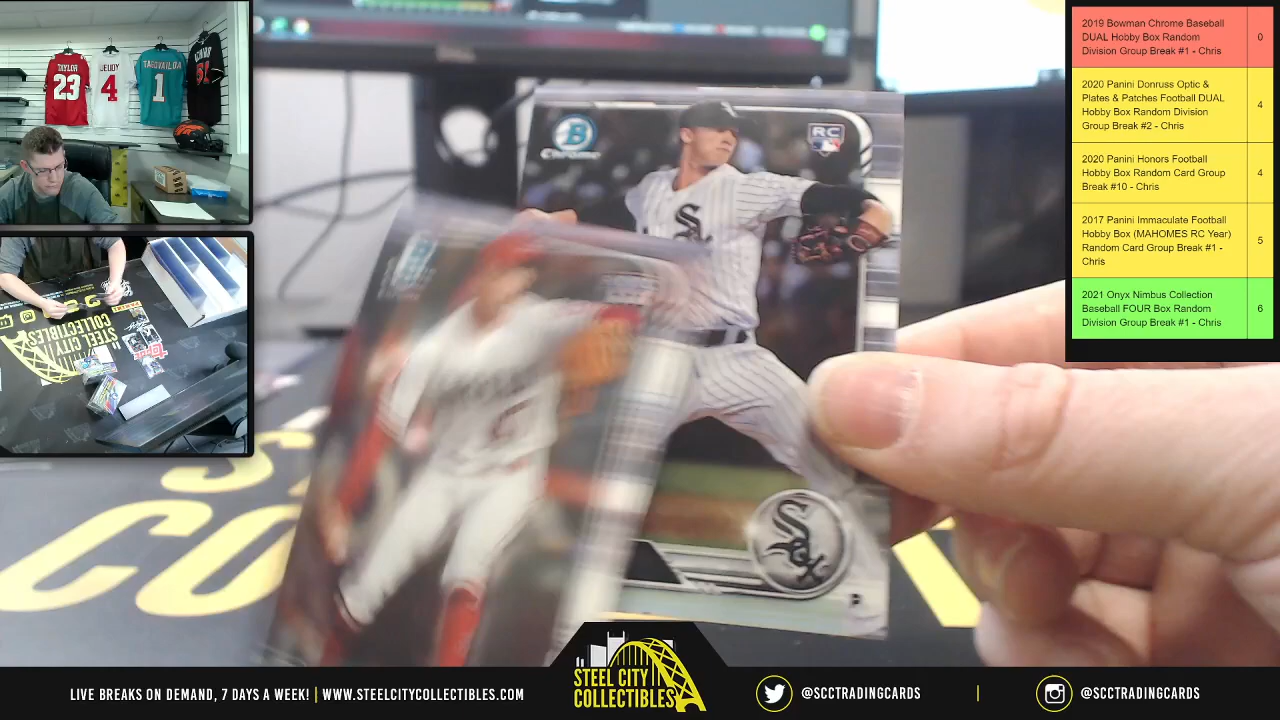 TAYLOR
23
JEUDY
4
TAGOVAILOA
1
STEEL CITY
COLLECTIBLES
topps
B
Chrome
RC
Sox
Sox
P
CO
2019 Bowman Chrome Baseball
DUAL Hobby Box Random
Division Group Break #1 - Chris
0
2020 Panini Donruss Optic &
Plates & Patches Football DUAL
Hobby Box Random Division
Group Break #2 - Chris
4
2020 Panini Honors Football
Hobby Box Random Card Group
Break #10 - Chris
4
2017 Panini Immaculate Football
Hobby Box (MAHOMES RC Year)
Random Card Group Break #1 -
Chris
5
2021 Onyx Nimbus Collection
Baseball FOUR Box Random
Division Group Break #1 - Chris
6
LIVE BREAKS ON DEMAND, 7 DAYS A WEEK! | WWW.STEELCITYCOLLECTIBLES.COM
STEEL CITY
COLLECTIBLES
@SCCTRADINGCARDS
|
@SCCTRADINGCARDS